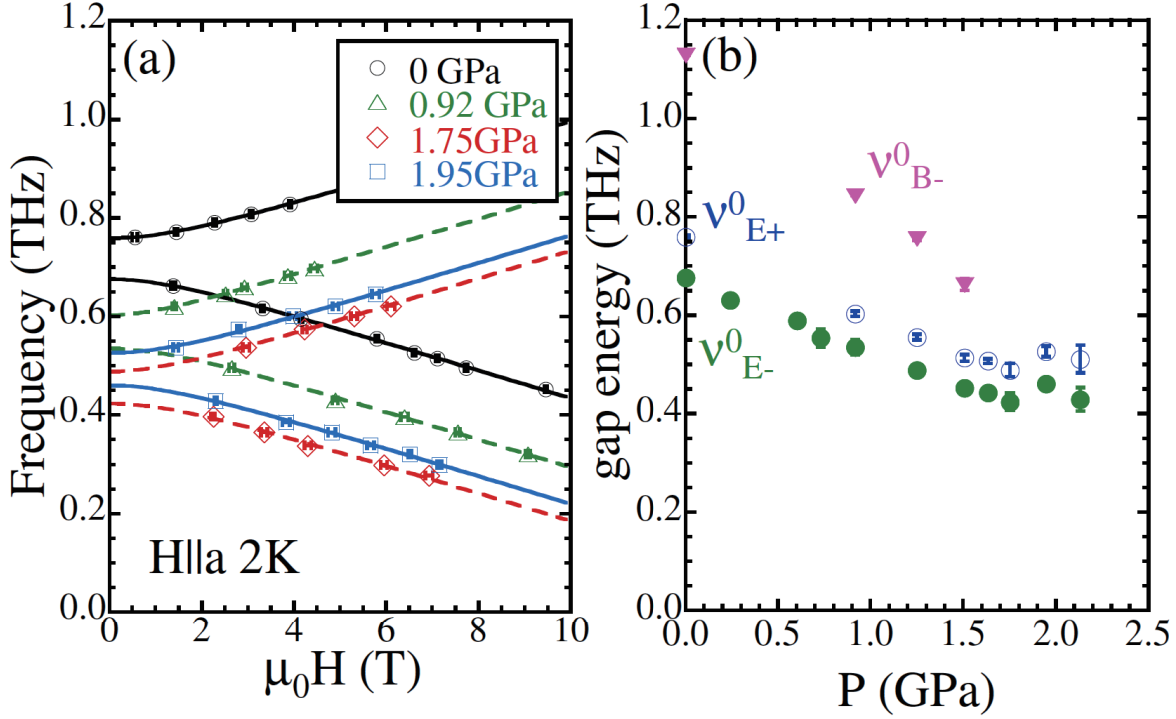 (a)
0 GPa
0.92 GPa
1.75GPa
1.95GPa
H||a 2K
Frequency (THz)
1.2
1.0
0.8
0.6
0.4
0.2
0.0
0 2 4 6 8 10
μ₀H (T)
(b)
ν⁰B-
ν⁰E+
ν⁰E-
gap energy (THz)
1.2
1.0
0.8
0.6
0.4
0.2
0.0
0.0 0.5 1.0 1.5 2.0 2.5
P (GPa)